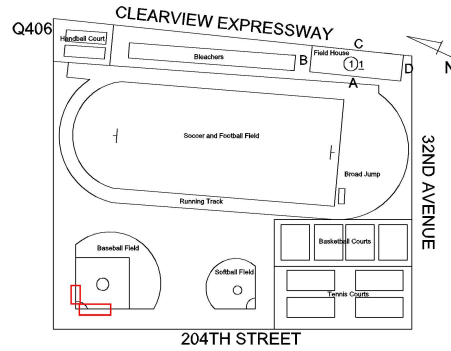 CLEARVIEW EXPRESSWAY
Q406
Handball Court
Bleachers
B
Field House
C
1 1
A
D
N
Soccer and Football Field
Broad Jump
32ND AVENUE
Running Track
Baseball Field
Softball Field
Basketball Courts
Tennis Courts
204TH STREET